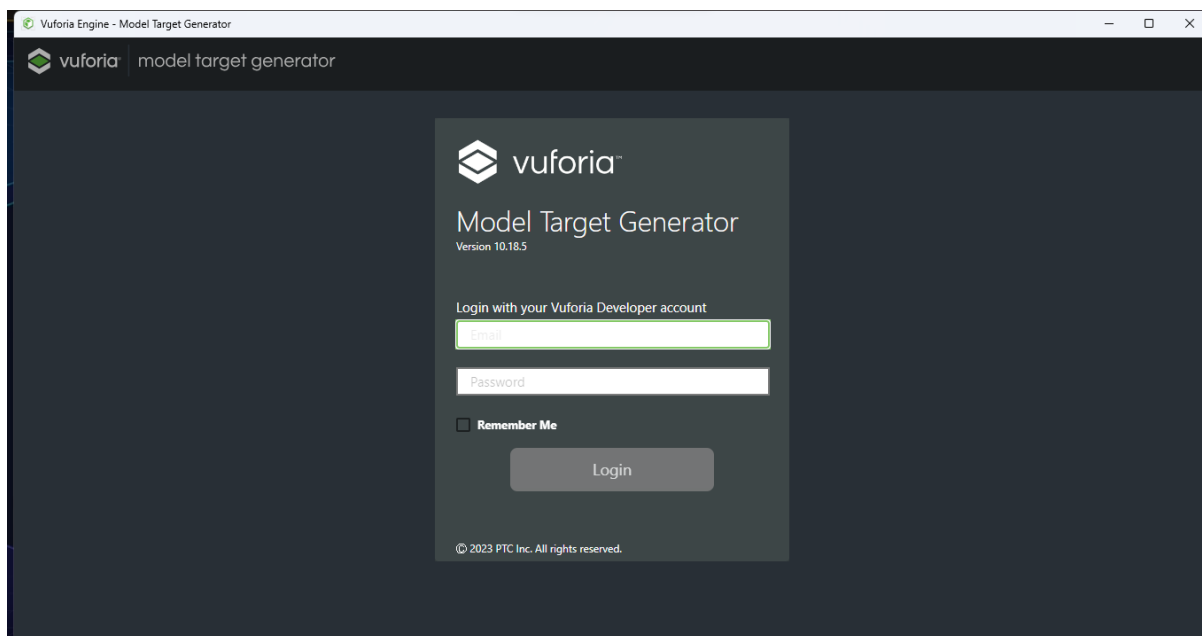 Vuforia Engine - Model Target Generator
vuforia model target generator
vuforia™
Model Target Generator
Version 10.18.5
Login with your Vuforia Developer account
Email
Password
Remember Me
Login
© 2023 PTC Inc. All rights reserved.